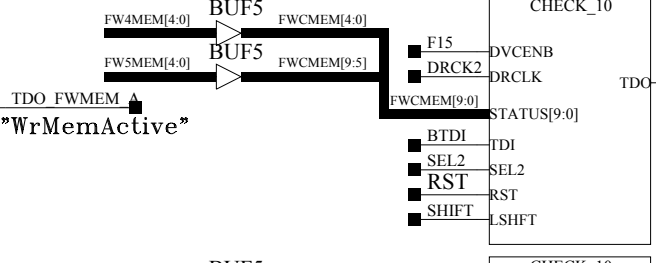 BUF5
CHECK_10
FW4MEM[4:0]
FWCMEM[4:0]
BUF5
F15
DVCENB
FW5MEM[4:0]
FWCMEM[9:5]
DRCK2
DRCLK
TDO
TDO_FWMEM_A
FWCMEM[9:0]
STATUS[9:0]
"WrMemActive"
BTDI
TDI
SEL2
SEL2
RST
RST
SHIFT
LSHFT
BUF5
CHECK_10